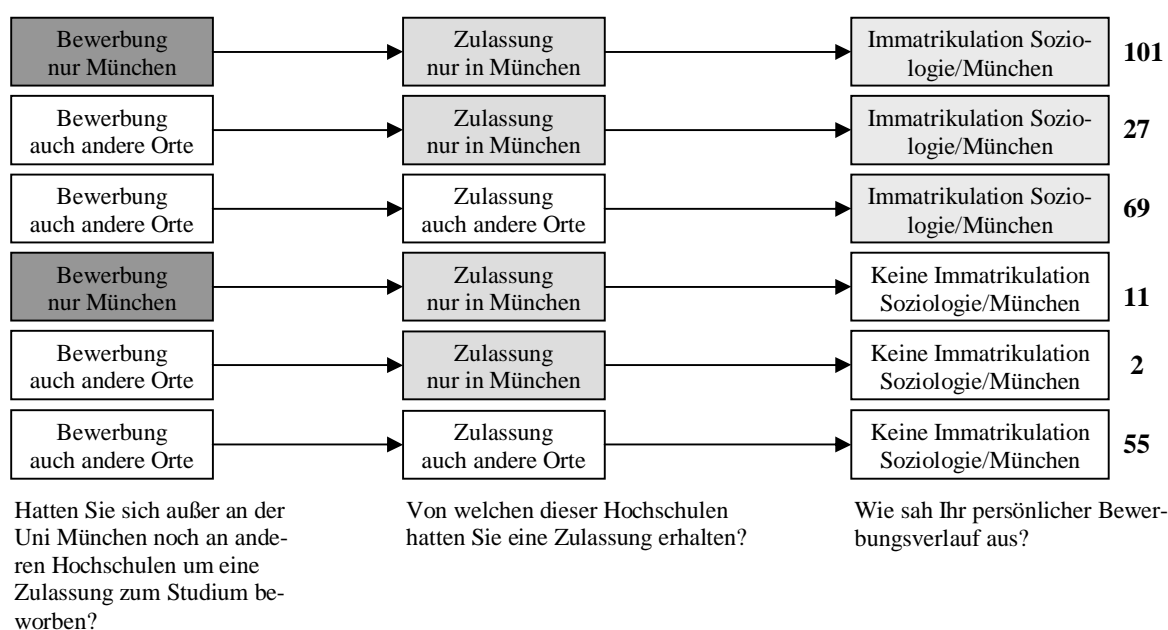 Bewerbung
nur München
Zulassung
nur in München
Immatrikulation Sozio-
logie/München
101
Bewerbung
auch andere Orte
Zulassung
nur in München
Immatrikulation Sozio-
logie/München
27
Bewerbung
auch andere Orte
Zulassung
auch andere Orte
Immatrikulation Sozio-
logie/München
69
Bewerbung
nur München
Zulassung
nur in München
Keine Immatrikulation
Soziologie/München
11
Bewerbung
auch andere Orte
Zulassung
nur in München
Keine Immatrikulation
Soziologie/München
2
Bewerbung
auch andere Orte
Zulassung
auch andere Orte
Keine Immatrikulation
Soziologie/München
55
Hatten Sie sich außer an der
Uni München noch an ande-
ren Hochschulen um eine
Zulassung zum Studium be-
worben?
Von welchen dieser Hochschulen
hatten Sie eine Zulassung erhalten?
Wie sah Ihr persönlicher Bewer-
bungsverlauf aus?